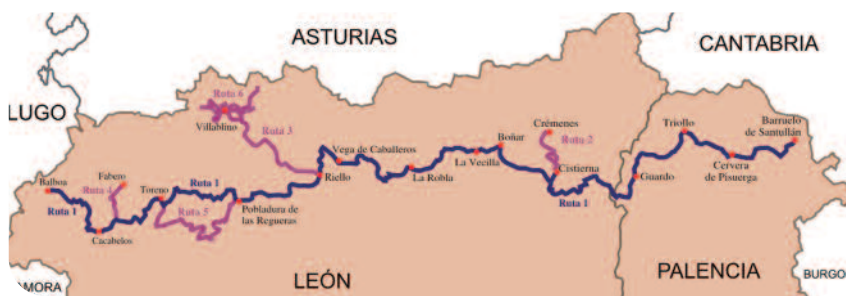 ASTURIAS
CANTABRIA
LUGO
Ruta 6
Villablino
Ruta 3
Crémenes
Triollo
Barruelo
de Santullán
Vega de Caballeros
Boñar
Ruta 2
La Vecilla
Cervera
de Pisuerga
Fabero
Balboa
Ruta 4
Toreno
Ruta 1
Riello
La Robla
Cistierna
Guardo
Ruta 1
Ruta 5
Pobladura de
las Regueras
Ruta 1
Cacabelos
LEÓN
PALENCIA
BURGO
AMORA